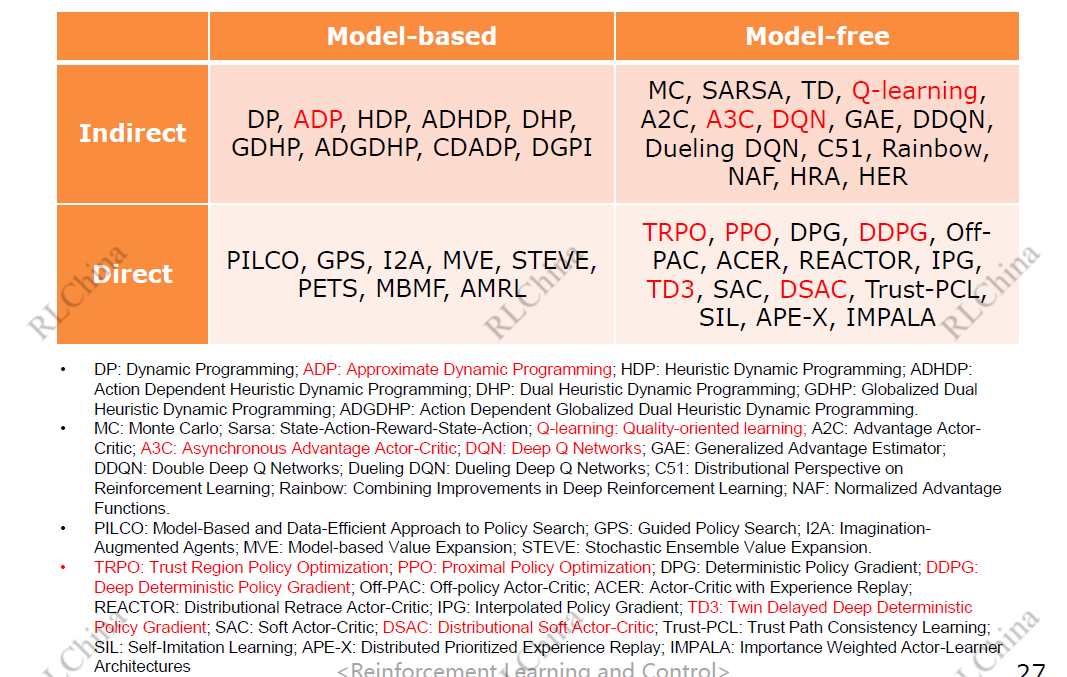 Model-based Model-free
Indirect
DP, ADP, HDP, ADHDP, DHP,
GDHP, ADGDHP, CDADP, DGPI
MC, SARSA, TD, Q-learning,
A2C, A3C, DQN, GAE, DDQN,
Dueling DQN, C51, Rainbow,
NAF, HRA, HER
Direct
PILCO, GPS, I2A, MVE, STEVE,
PETS, MBMF, AMRL
TRPO, PPO, DPG, DDPG, Off-
PAC, ACER, REACTOR, IPG,
TD3, SAC, DSAC, Trust-PCL,
SIL, APE-X, IMPALA
RLChina
RLChina
RLChina
• DP: Dynamic Programming; ADP: Approximate Dynamic Programming; HDP: Heuristic Dynamic Programming; ADHDP:
Action Dependent Heuristic Dynamic Programming; DHP: Dual Heuristic Dynamic Programming; GDHP: Globalized Dual
Heuristic Dynamic Programming; ADGDHP: Action Dependent Globalized Dual Heuristic Dynamic Programming.
• MC: Monte Carlo; Sarsa: State-Action-Reward-State-Action; Q-learning: Quality-oriented learning; A2C: Advantage Actor-
Critic; A3C: Asynchronous Advantage Actor-Critic; DQN: Deep Q Networks; GAE: Generalized Advantage Estimator;
DDQN: Double Deep Q Networks; Dueling DQN: Dueling Deep Q Networks; C51: Distributional Perspective on
Reinforcement Learning; Rainbow: Combining Improvements in Deep Reinforcement Learning; NAF: Normalized Advantage
Functions.
• PILCO: Model-Based and Data-Efficient Approach to Policy Search; GPS: Guided Policy Search; I2A: Imagination-
Augmented Agents; MVE: Model-based Value Expansion; STEVE: Stochastic Ensemble Value Expansion.
• TRPO: Trust Region Policy Optimization; PPO: Proximal Policy Optimization; DPG: Deterministic Policy Gradient; DDPG:
Deep Deterministic Policy Gradient; Off-PAC: Off-policy Actor-Critic; ACER: Actor-Critic with Experience Replay;
REACTOR: Distributional Retrace Actor-Critic; IPG: Interpolated Policy Gradient; TD3: Twin Delayed Deep Deterministic
Policy Gradient; SAC: Soft Actor-Critic; DSAC: Distributional Soft Actor-Critic; Trust-PCL: Trust Path Consistency Learning;
SIL: Self-Imitation Learning; APE-X: Distributed Prioritized Experience Replay; IMPALA: Importance Weighted Actor-Learner
Architectures
LChina
China
China
<Reinforcement Learning and Control>
27